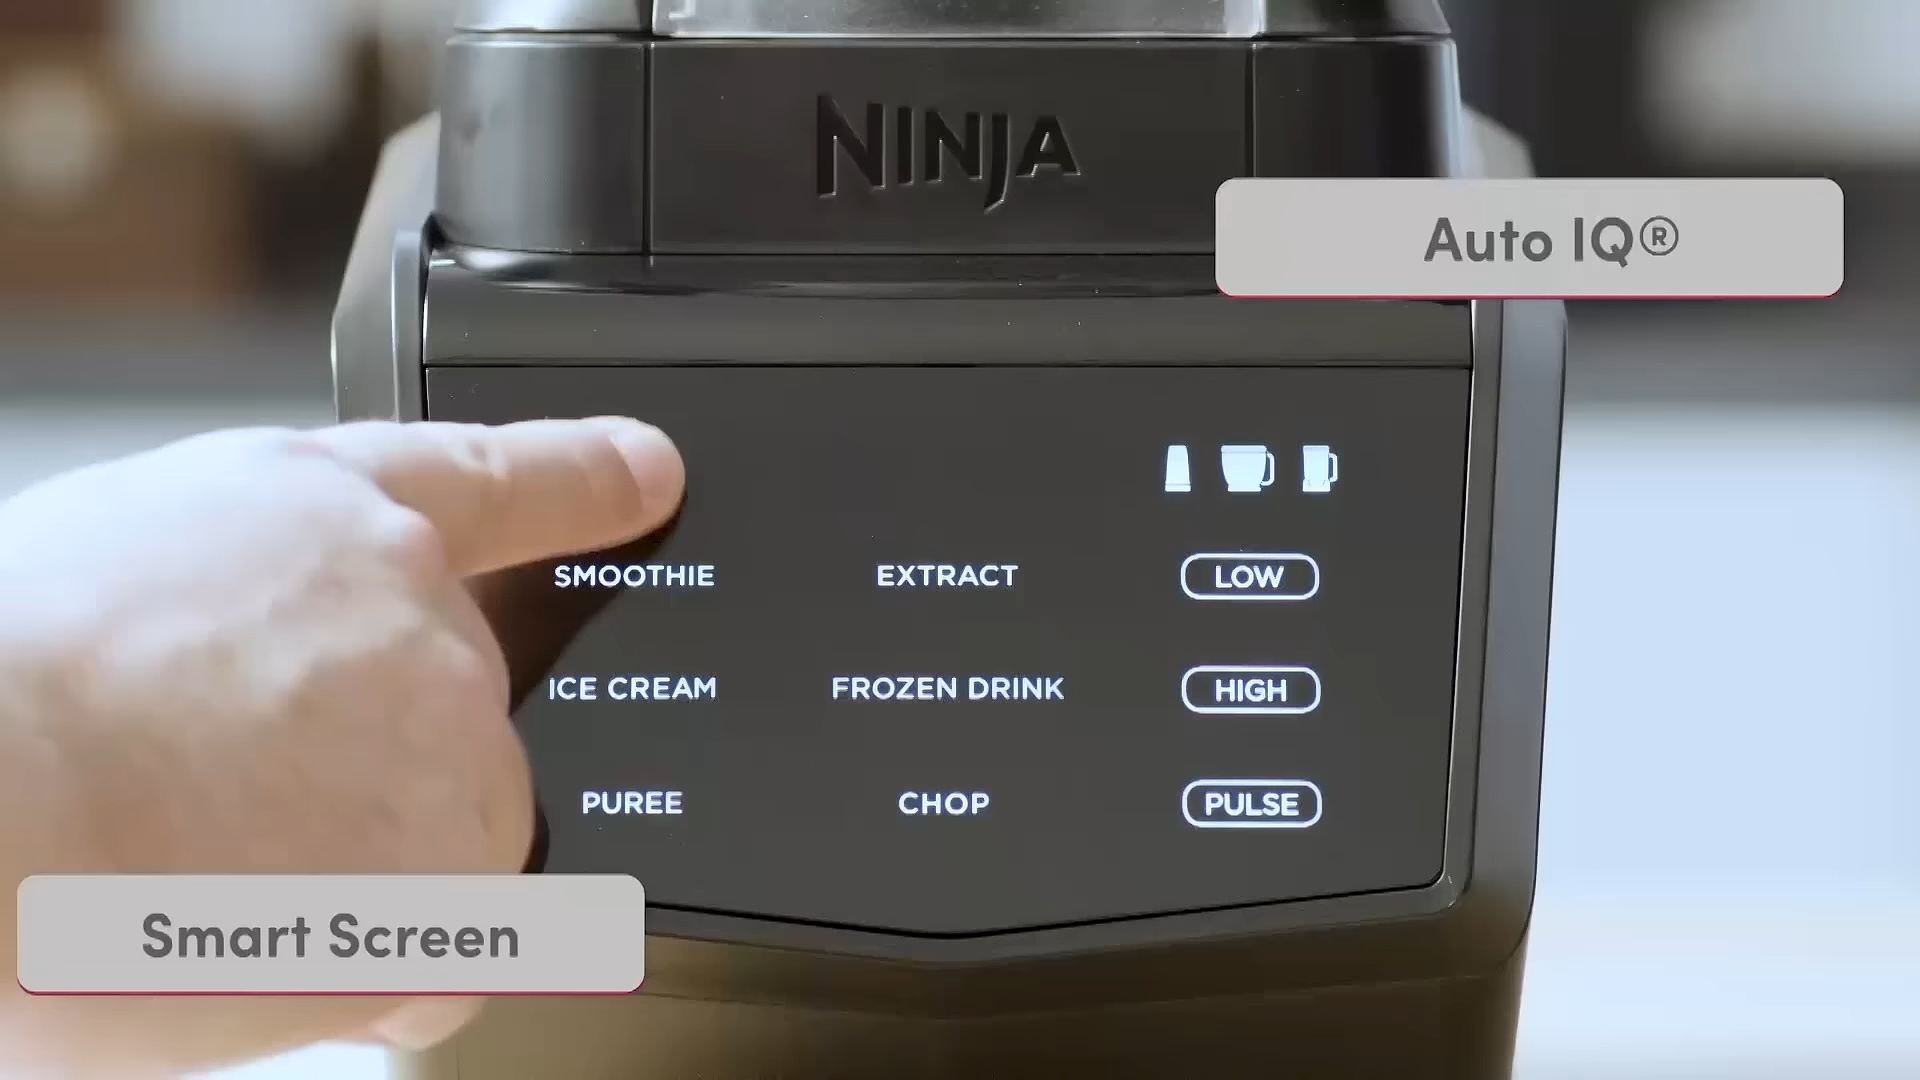 NINJA
Auto IQ®
SMOOTHIE EXTRACT LOW
ICE CREAM FROZEN DRINK HIGH
PUREE CHOP PULSE
Smart Screen